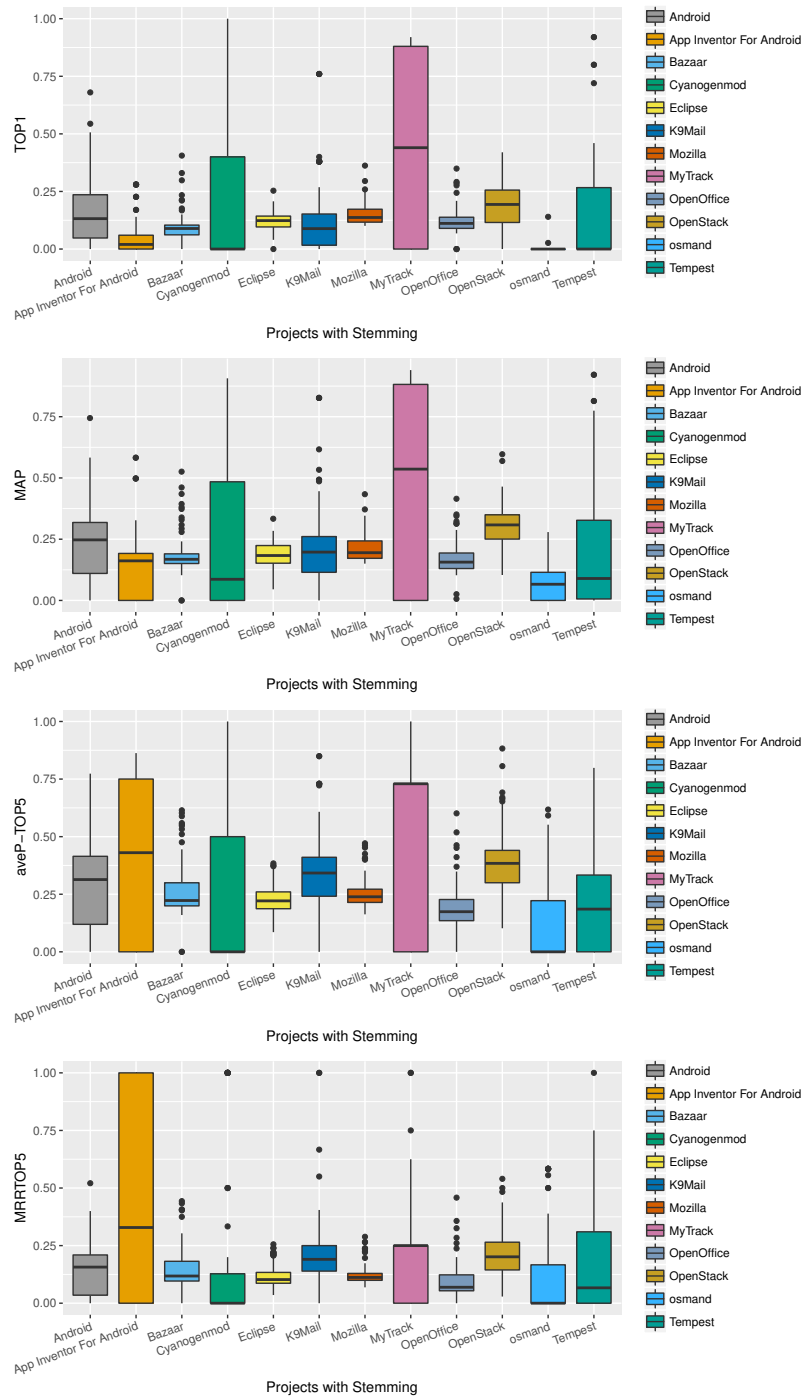 TOP1
1.00
0.75
0.50
0.25
0.00
Android
App Inventor For Android
Bazaar
Cyanogenmod
Eclipse
K9Mail
Mozilla
MyTrack
OpenOffice
OpenStack
osmand
Tempest
Projects with Stemming
Android
App Inventor For Android
Bazaar
Cyanogenmod
Eclipse
K9Mail
Mozilla
MyTrack
OpenOffice
OpenStack
osmand
Tempest
MAP
0.75
0.50
0.25
0.00
Android
App Inventor For Android
Bazaar
Cyanogenmod
Eclipse
K9Mail
Mozilla
MyTrack
OpenOffice
OpenStack
osmand
Tempest
Projects with Stemming
Android
App Inventor For Android
Bazaar
Cyanogenmod
Eclipse
K9Mail
Mozilla
MyTrack
OpenOffice
OpenStack
osmand
Tempest
aveP-TOP5
1.00
0.75
0.50
0.25
0.00
Android
App Inventor For Android
Bazaar
Cyanogenmod
Eclipse
K9Mail
Mozilla
MyTrack
OpenOffice
OpenStack
osmand
Tempest
Projects with Stemming
Android
App Inventor For Android
Bazaar
Cyanogenmod
Eclipse
K9Mail
Mozilla
MyTrack
OpenOffice
OpenStack
osmand
Tempest
MRRTOP5
1.00
0.75
0.50
0.25
0.00
Android
App Inventor For Android
Bazaar
Cyanogenmod
Eclipse
K9Mail
Mozilla
MyTrack
OpenOffice
OpenStack
osmand
Tempest
Projects with Stemming
Android
App Inventor For Android
Bazaar
Cyanogenmod
Eclipse
K9Mail
Mozilla
MyTrack
OpenOffice
OpenStack
osmand
Tempest